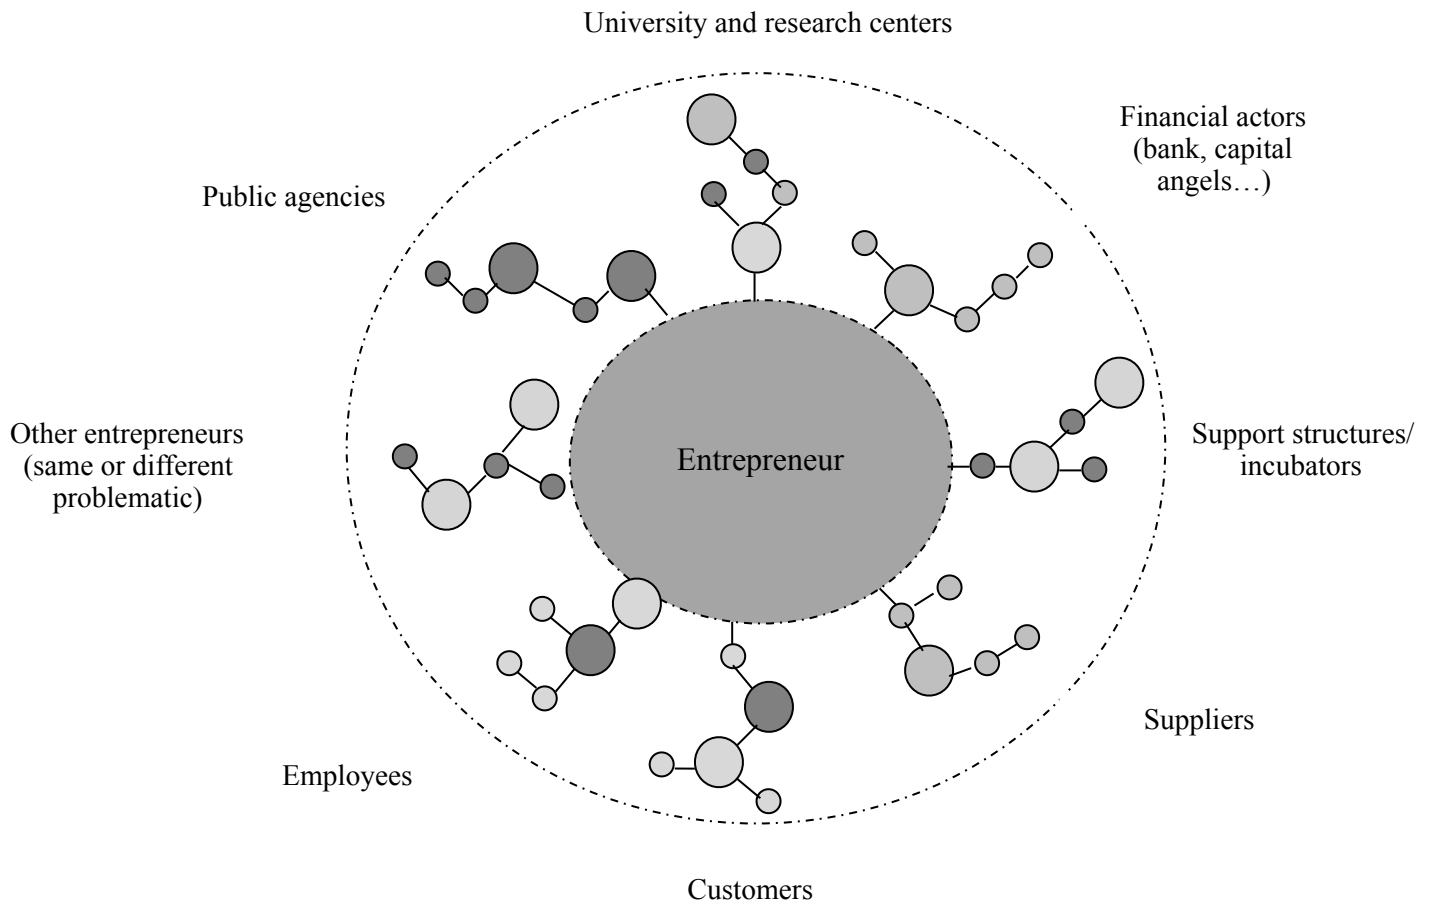 University and research centers
Financial actors
(bank, capital
angels…)
Public agencies
Other entrepreneurs
(same or different
problematic)
Entrepreneur
Support structures/
incubators
Suppliers
Employees
Customers